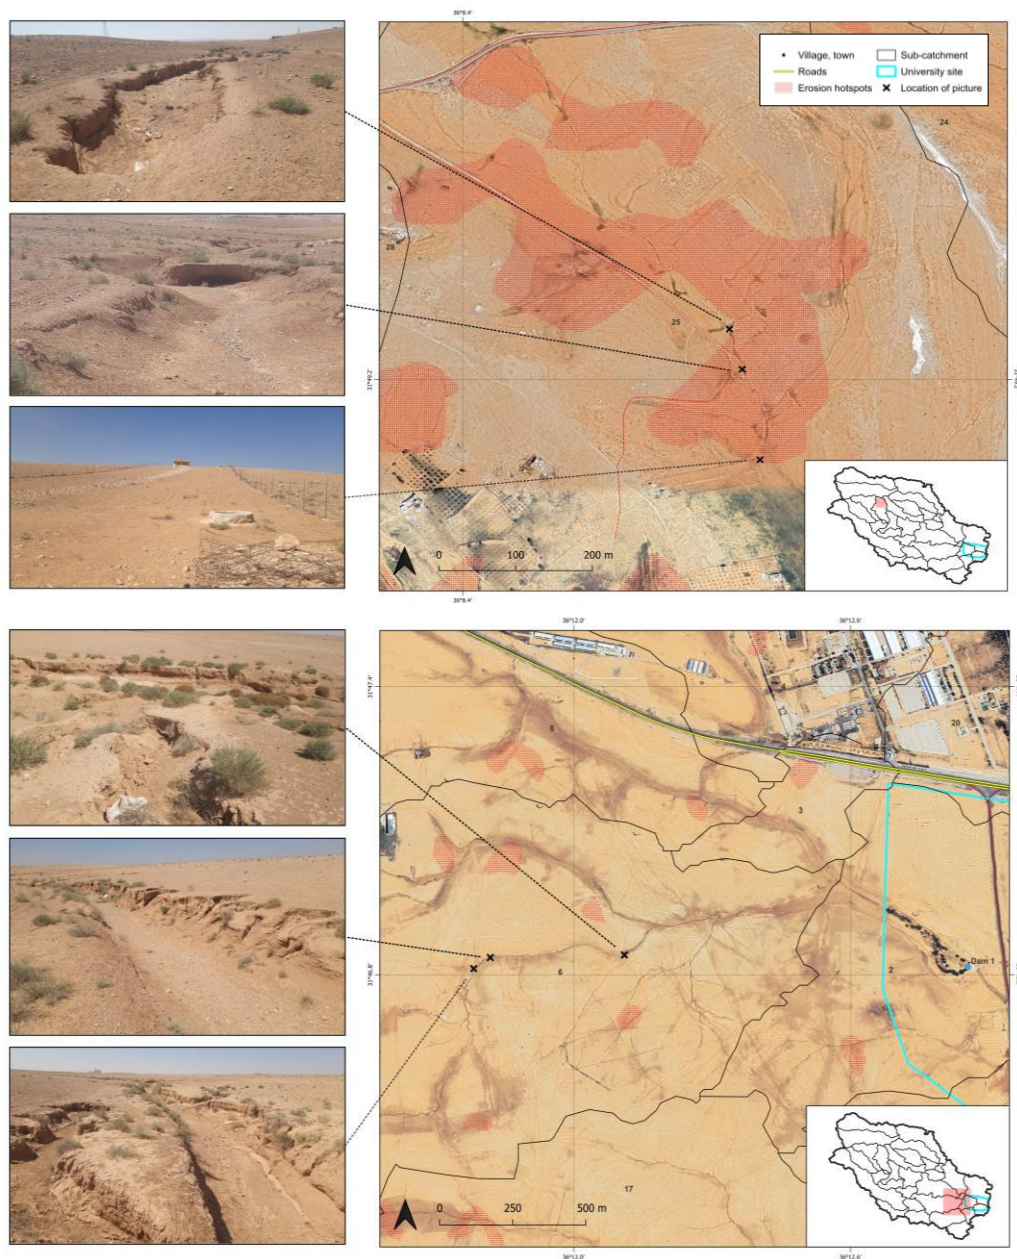 36°8.4'
Village, town
Sub-catchment
Roads
University site
Erosion hotspots
Location of picture
24
28
25
31°49.2'
0 100 200 m
36°8.4'
36°12.0' 36°12.6'
31°47.4'
20
8
3
6
2
Dam 1
31°46.8'
17
0 250 500 m
36°12.0' 36°12.6'